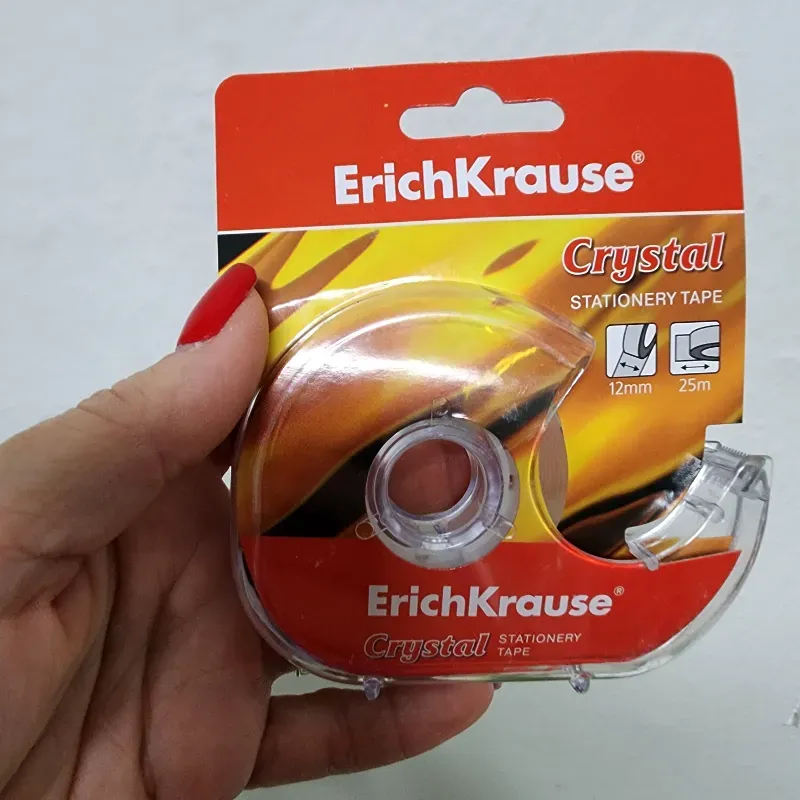 ErichKrause®
Crystal
STATIONERY TAPE
12mm 25m
ErichKrause®
Crystal STATIONERY
TAPE